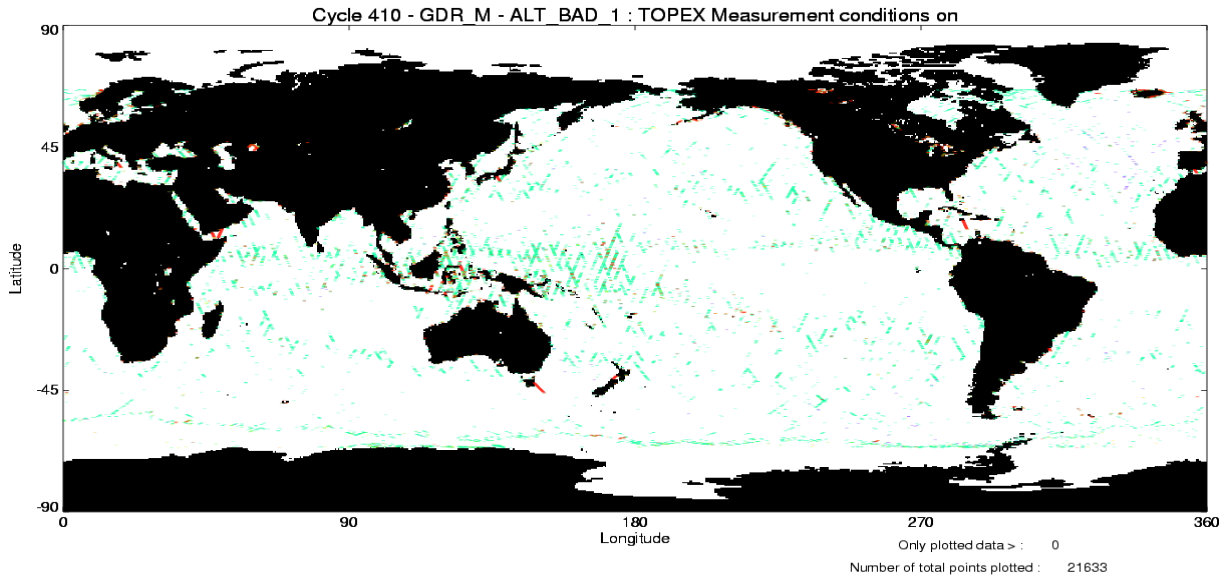 Cycle 410 - GDR_M - ALT_BAD_1 : TOPEX Measurement conditions on
90
45
0
-45
-90
Latitude
0 90 180 270 360
Longitude
Only plotted data > : 0
Number of total points plotted : 21633